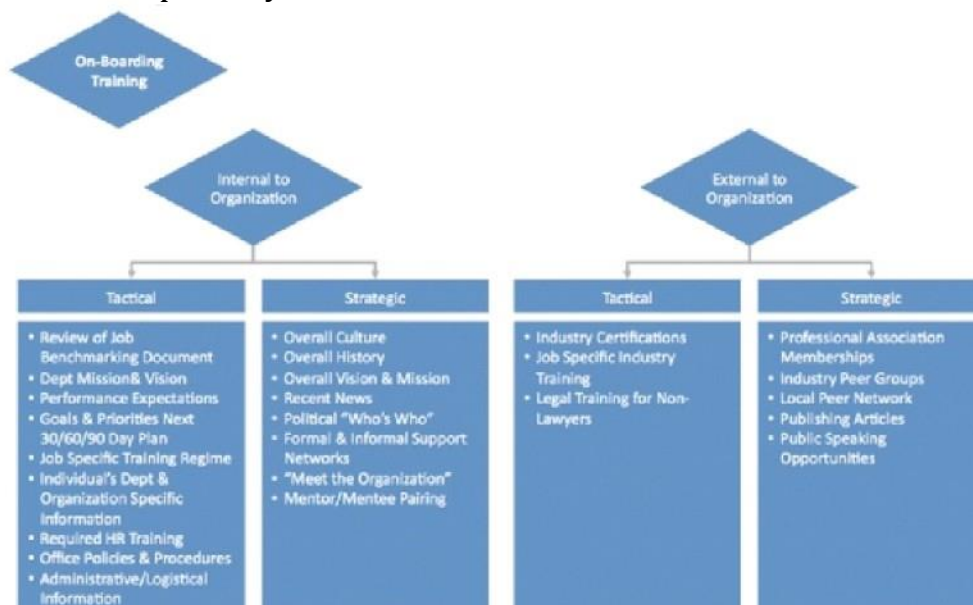 On-Boarding
Training
Internal to
Organization
External to
Organization
Tactical
• Review of Job
Benchmarking Document
• Dept Mission& Vision
• Performance Expectations
• Goals & Priorities Next
30/60/90 Day Plan
• Job Specific Training Regime
• Individual's Dept &
Organization Specific
Information
• Required HR Training
• Office Policies & Procedures
• Administrative/Logistical
Information
Strategic
• Overall Culture
• Overall History
• Overall Vision & Mission
• Recent News
• Political "Who's Who"
• Formal & Informal Support
Networks
• "Meet the Organization"
• Mentor/Mentee Pairing
Tactical
• Industry Certifications
• Job Specific Industry
Training
• Legal Training for Non-
Lawyers
Strategic
• Professional Association
Memberships
• Industry Peer Groups
• Local Peer Network
• Publishing Articles
• Public Speaking
Opportunities